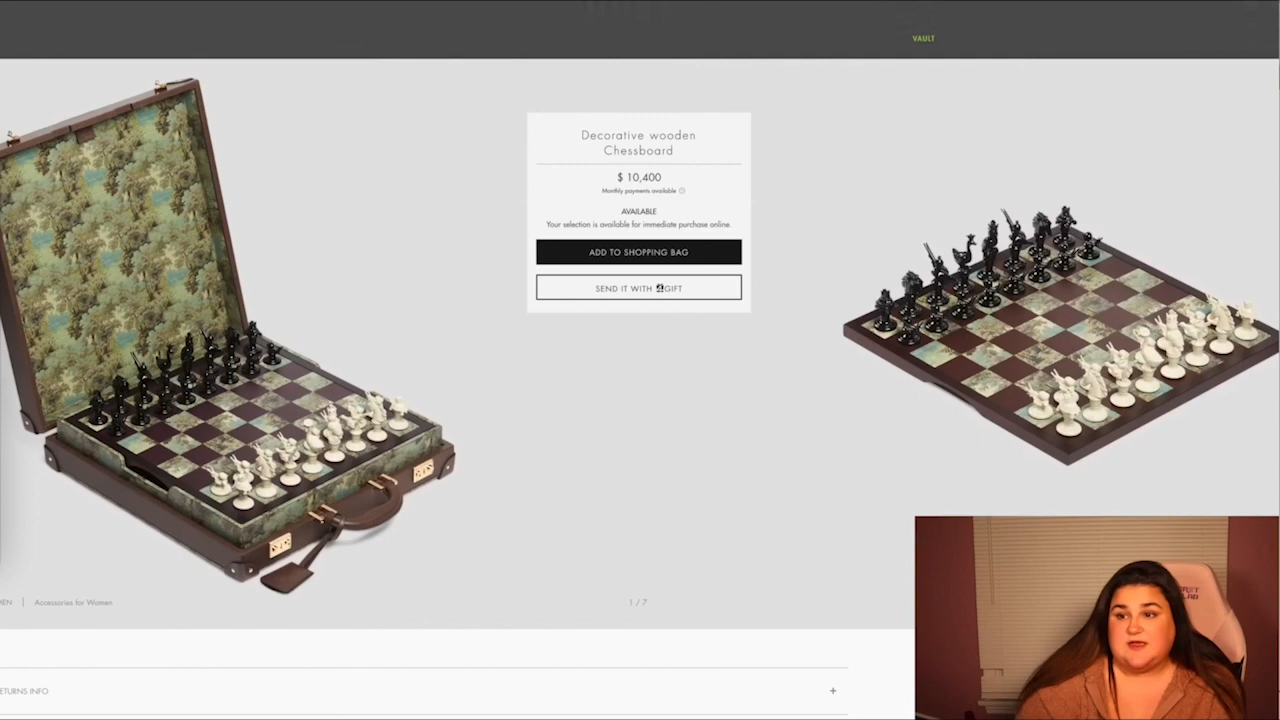 VAULT
Decorative wooden
Chessboard
$ 10,400
Monthly payments available
AVAILABLE
Your selection is available for immediate purchase online.
ADD TO SHOPPING BAG
SEND IT WITH GIFT
EN | Accessories for Women
1 / 7
ETURNS INFO
+